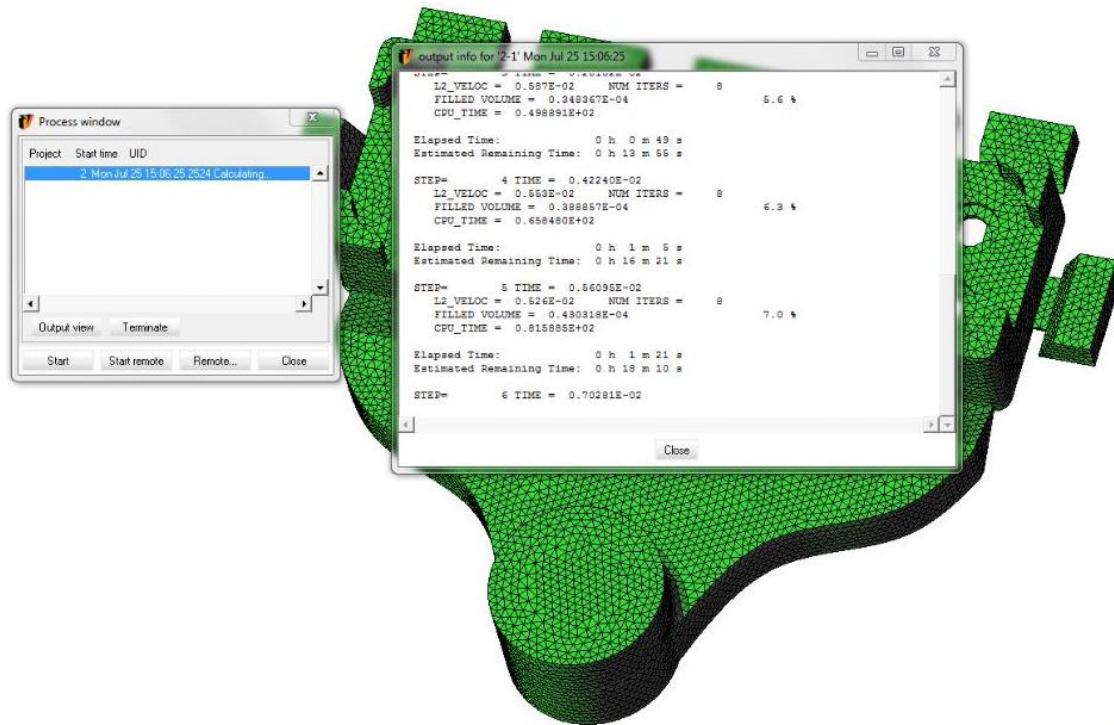 output info for '2-1' Mon Jul 25 15:06:25
L2_VELOC = 0.587E-02 NUM ITERS = 8
FILLED VOLUME = 0.348367E-04 5.6 %
CPU_TIME = 0.498891E+02
Elapsed Time: 0 h 0 m 49 s
Estimated Remaining Time: 0 h 13 m 55 s
STEP= 4 TIME = 0.42240E-02
L2_VELOC = 0.553E-02 NUM ITERS = 8
FILLED VOLUME = 0.388857E-04 6.3 %
CPU_TIME = 0.658480E+02
Elapsed Time: 0 h 1 m 5 s
Estimated Remaining Time: 0 h 16 m 21 s
STEP= 5 TIME = 0.56095E-02
L2_VELOC = 0.526E-02 NUM ITERS = 8
FILLED VOLUME = 0.430318E-04 7.0 %
CPU_TIME = 0.815885E+02
Elapsed Time: 0 h 1 m 21 s
Estimated Remaining Time: 0 h 18 m 10 s
STEP= 6 TIME = 0.70281E-02
Close
Process window
Project Start time UID
2 Mon Jul 25 15:06:25 2524 Calculating...
Output view Terminate
Start Start remote Remote... Close